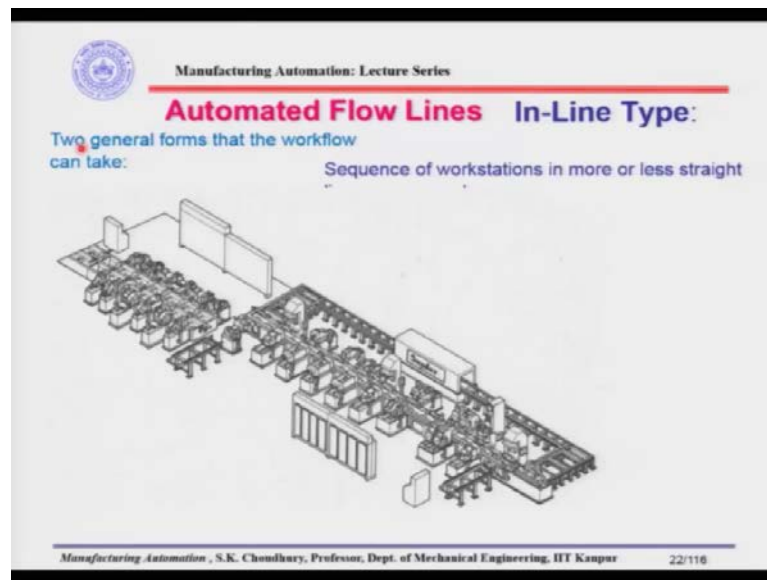 Manufacturing Automation: Lecture Series
Automated Flow Lines In-Line Type:
Two general forms that the workflow
can take:
Sequence of workstations in more or less straight
Manufacturing Automation , S.K. Choudhury, Professor, Dept. of Mechanical Engineering, IIT Kanpur 22/116